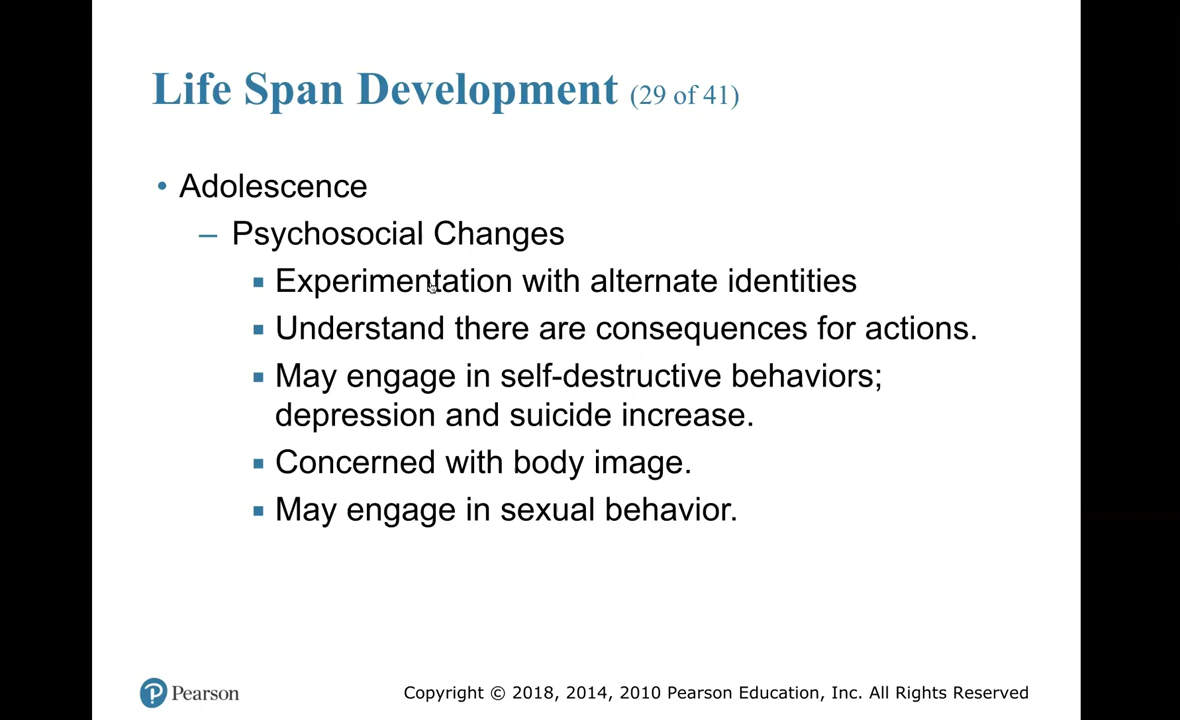 Life Span Development (29 of 41)
• Adolescence
– Psychosocial Changes
▪ Experimentation with alternate identities
▪ Understand there are consequences for actions.
▪ May engage in self-destructive behaviors;
depression and suicide increase.
▪ Concerned with body image.
▪ May engage in sexual behavior.
P Pearson
Copyright © 2018, 2014, 2010 Pearson Education, Inc. All Rights Reserved